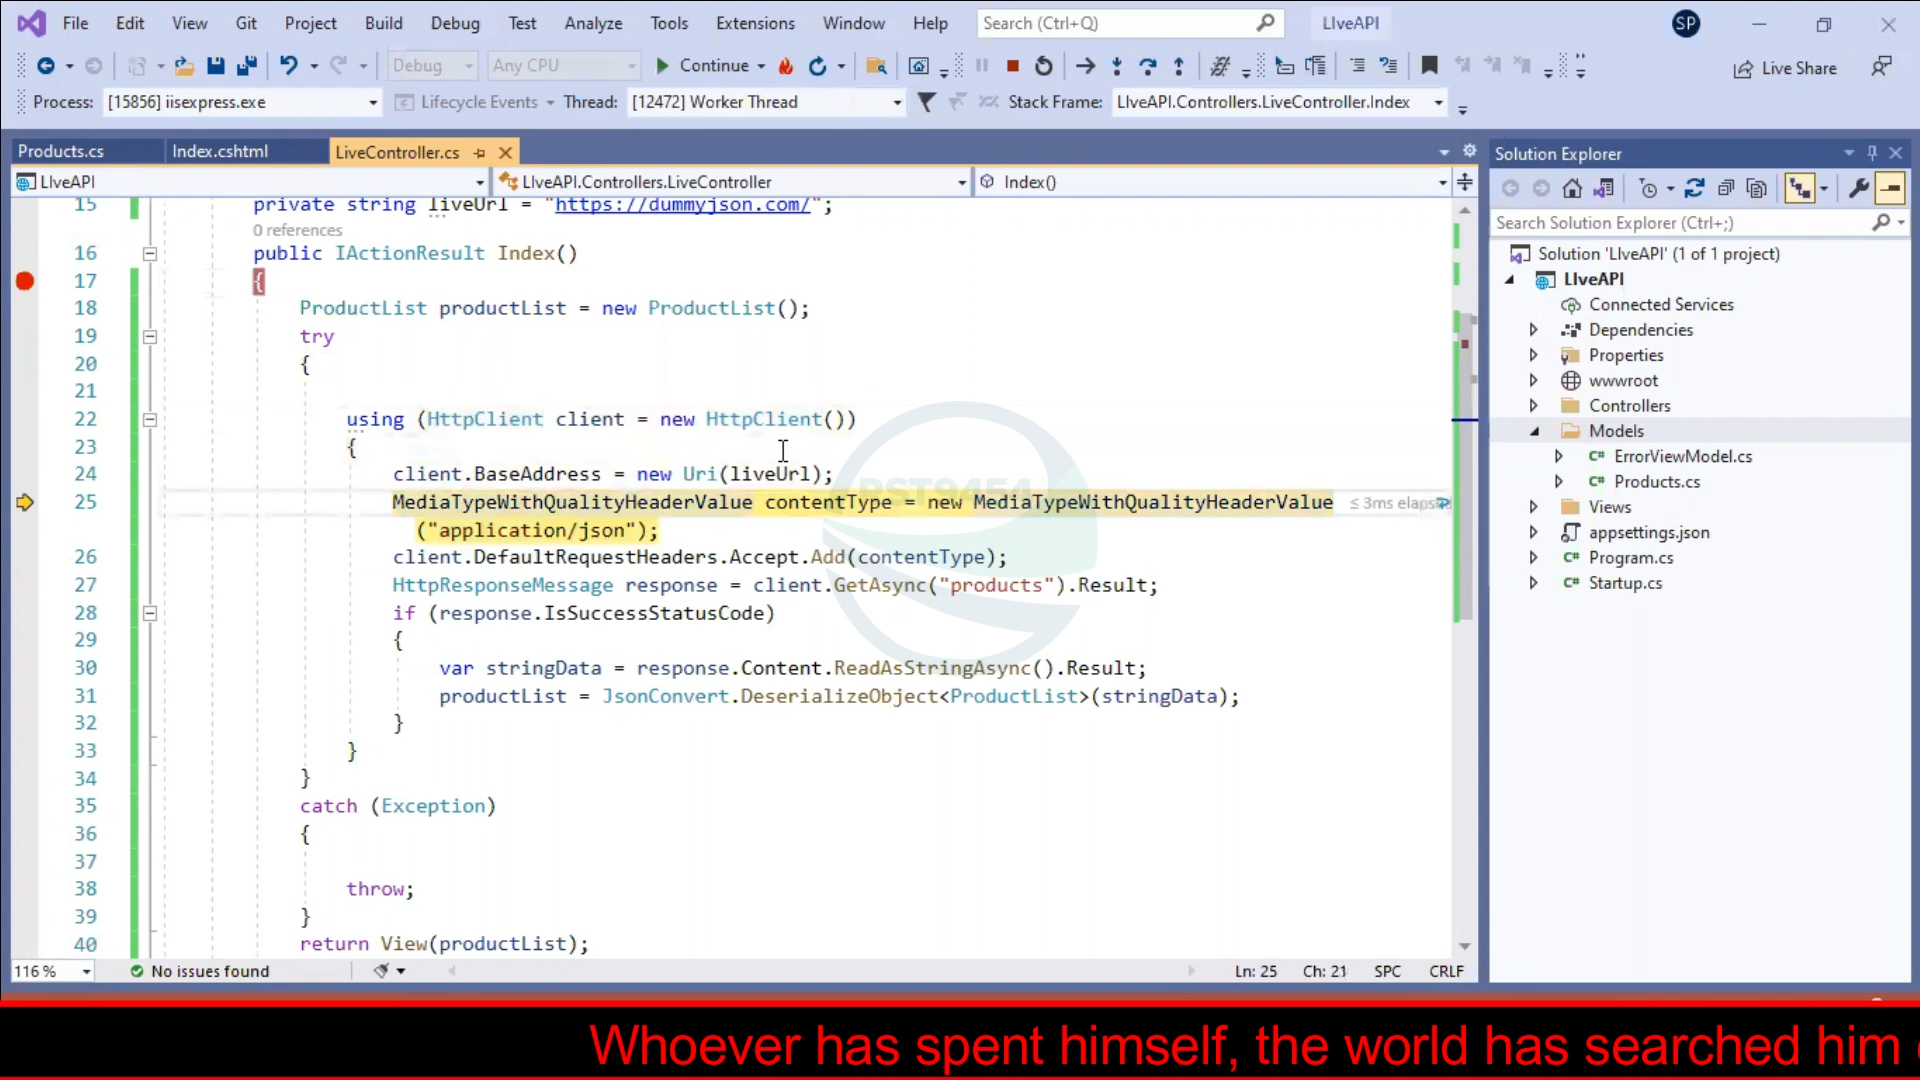 File Edit View Git Project Build Debug Test Analyze Tools Extensions Window Help Search (Ctrl+Q) LIveAPI SP
Debug Any CPU Continue Live Share
Process: [15856] iisexpress.exe Lifecycle Events Thread: [12472] Worker Thread Stack Frame: LIveAPI.Controllers.LiveController.Index
Products.cs Index.cshtml LiveController.cs
LIveAPI LIveAPI.Controllers.LiveController Index()
15 private string liveUrl = "https://dummyjson.com/";
0 references
16 public IActionResult Index()
17 {
18 ProductList productList = new ProductList();
19 try
20 {
21
22 using (HttpClient client = new HttpClient())
23 {
24 client.BaseAddress = new Uri(liveUrl);
25 MediaTypeWithQualityHeaderValue contentType = new MediaTypeWithQualityHeaderValue ≤ 3ms elapsed
("application/json");
26 client.DefaultRequestHeaders.Accept.Add(contentType);
27 HttpResponseMessage response = client.GetAsync("products").Result;
28 if (response.IsSuccessStatusCode)
29 {
30 var stringData = response.Content.ReadAsStringAsync().Result;
31 productList = JsonConvert.DeserializeObject<ProductList>(stringData);
32 }
33 }
34 }
35 catch (Exception)
36 {
37
38 throw;
39 }
40 return View(productList);
116 % No issues found Ln: 25 Ch: 21 SPC CRLF
Solution Explorer
Search Solution Explorer (Ctrl+;)
Solution 'LIveAPI' (1 of 1 project)
LIveAPI
Connected Services
Dependencies
Properties
wwwroot
Controllers
Models
C# ErrorViewModel.cs
C# Products.cs
Views
appsettings.json
C# Program.cs
C# Startup.cs
Whoever has spent himself, the world has searched him